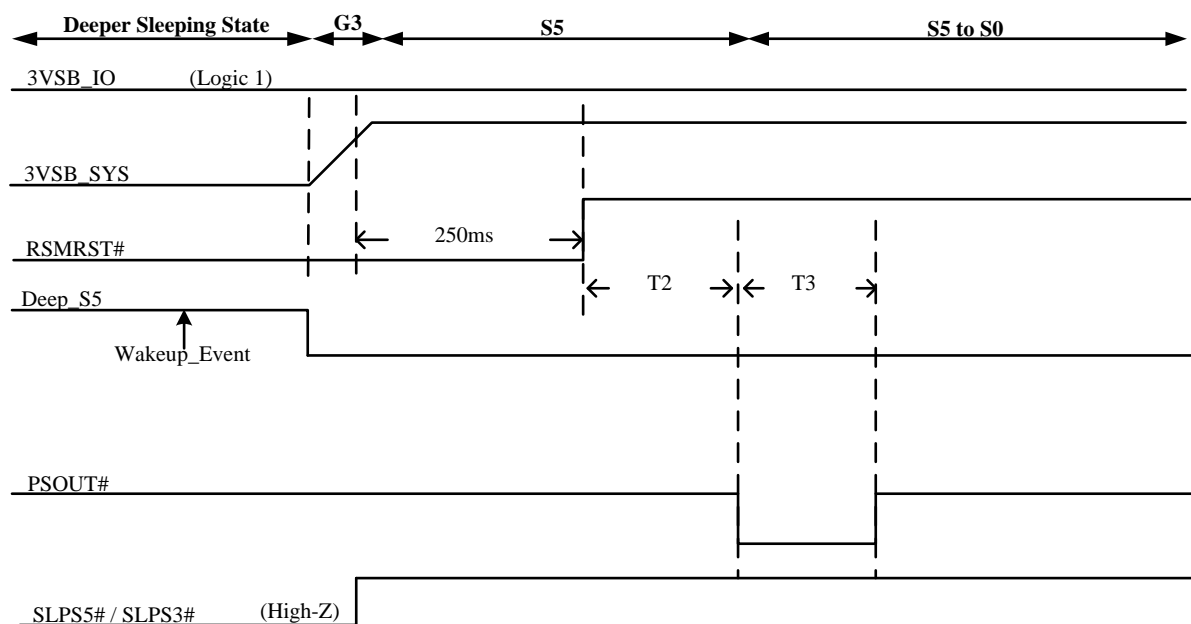 Deeper Sleeping State G3 S5 S5 to S0
3VSB_IO (Logic 1)
3VSB_SYS
250ms
RSMRST#
T2 T3
Deep_S5
Wakeup_Event
PSOUT#
SLPS5# / SLPS3# (High-Z)